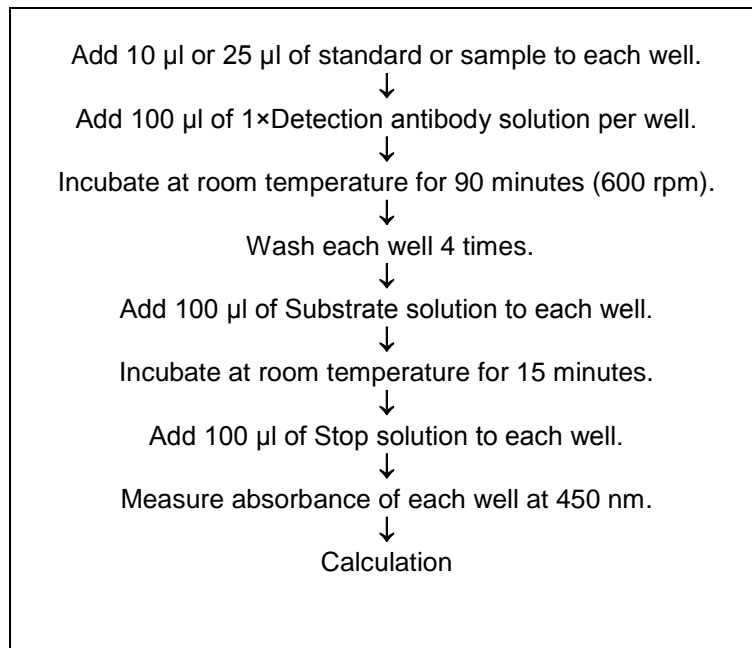 Add 10 µl or 25 µl of standard or sample to each well.
↓
Add 100 µl of 1×Detection antibody solution per well.
↓
Incubate at room temperature for 90 minutes (600 rpm).
↓
Wash each well 4 times.
↓
Add 100 µl of Substrate solution to each well.
↓
Incubate at room temperature for 15 minutes.
↓
Add 100 µl of Stop solution to each well.
↓
Measure absorbance of each well at 450 nm.
↓
Calculation